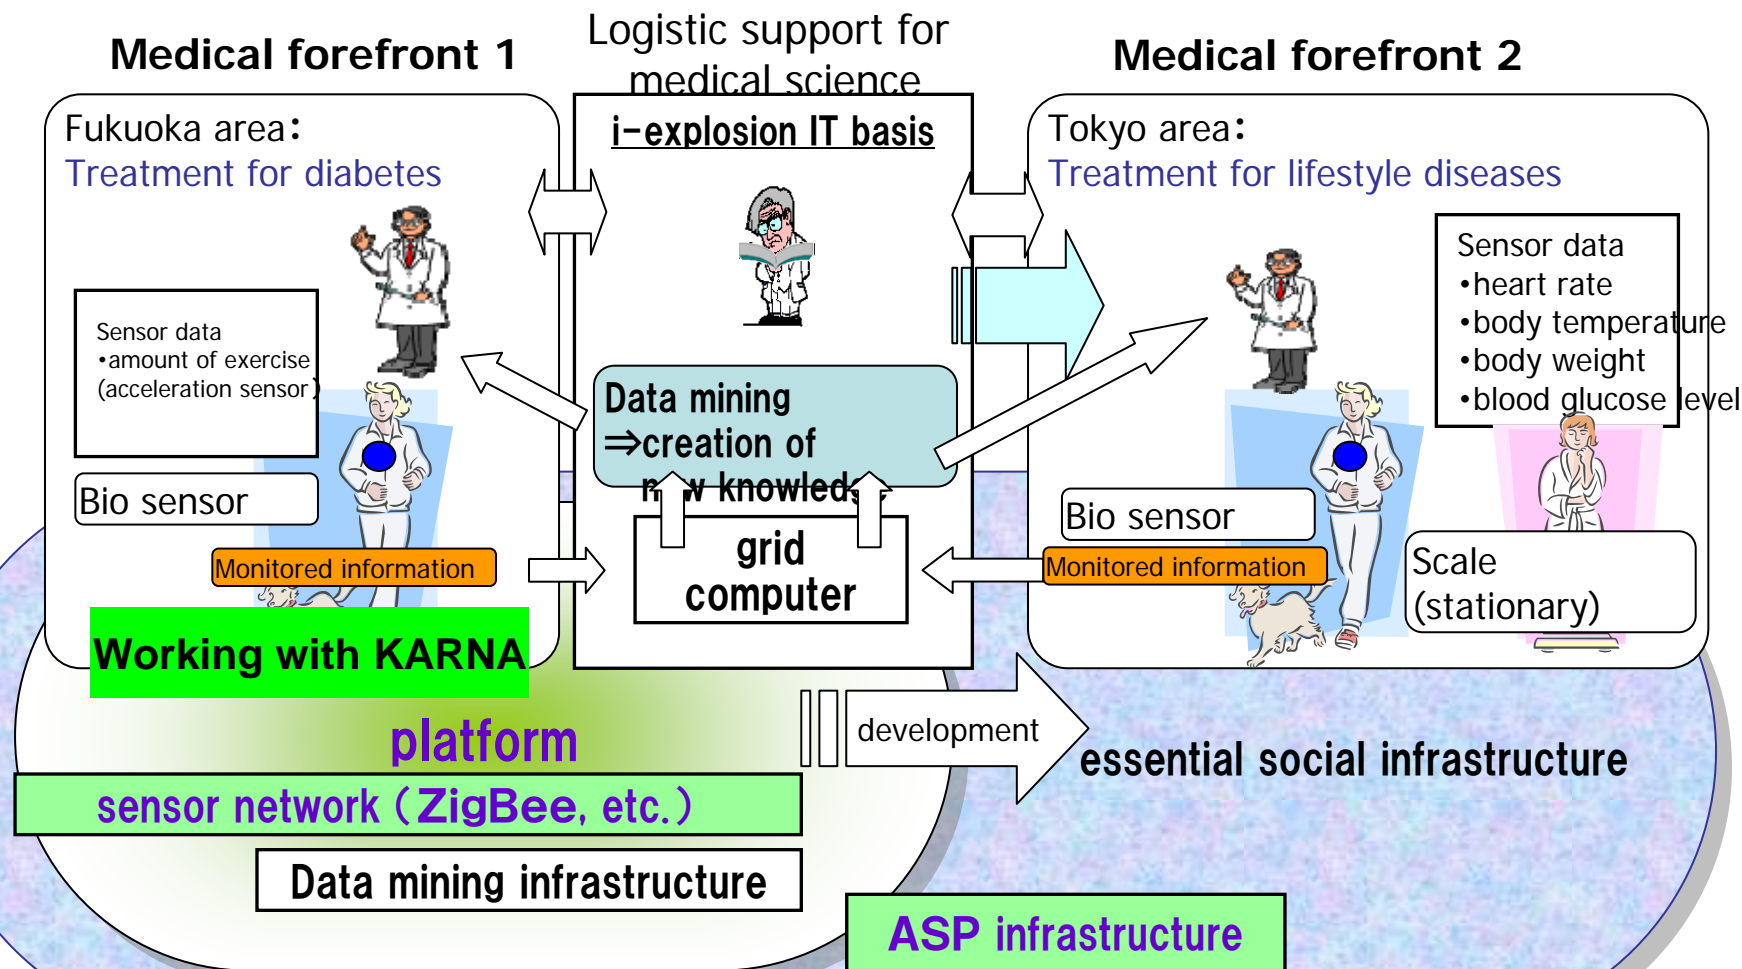 Medical forefront 1
Logistic support for
medical science
Medical forefront 2
Fukuoka area:
Treatment for diabetes
Sensor data
•amount of exercise
(acceleration sensor)
Bio sensor
Monitored information
Working with KARNA
i-explosion IT basis
Data mining
⇒creation of
new knowledge
grid
computer
Tokyo area:
Treatment for lifestyle diseases
Sensor data
•heart rate
•body temperature
•body weight
•blood glucose level
Bio sensor
Monitored information
Scale
(stationary)
platform
development
essential social infrastructure
sensor network (ZigBee, etc.)
Data mining infrastructure
ASP infrastructure